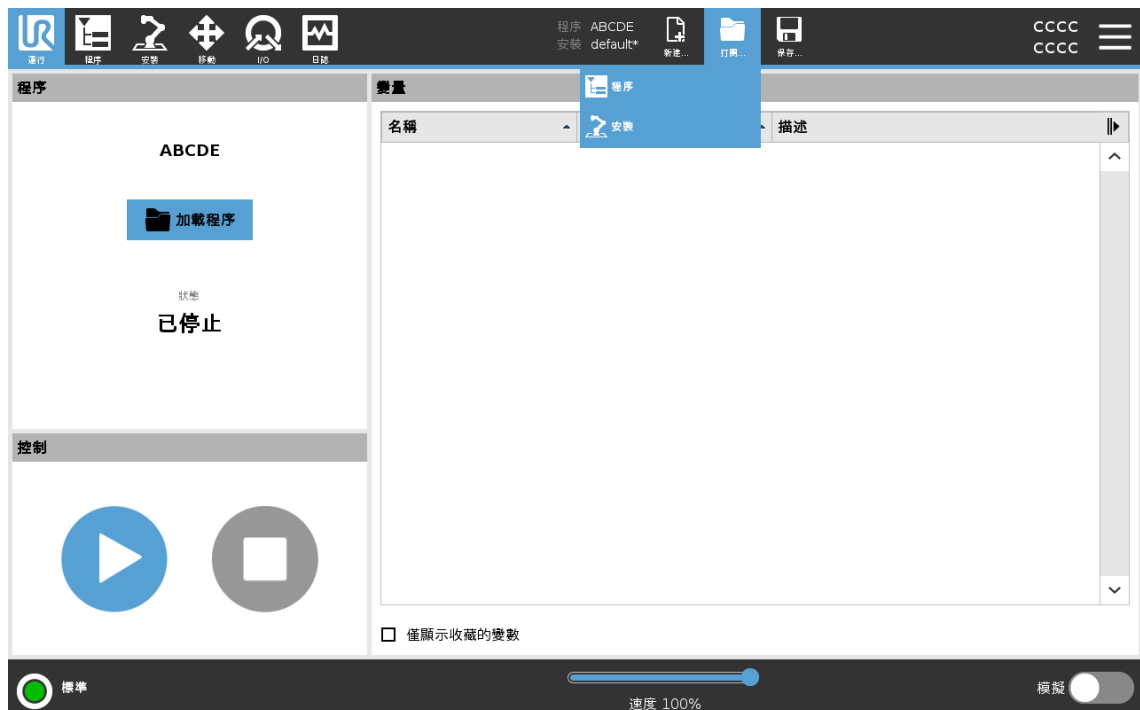 運行
程序
安裝
移動
I/O
日誌
程序 ABCDE
安裝 default*
新建...
打開...
保存...
CCCC
CCCC
程序
安裝
程序
變量
名稱
描述
ABCDE
加載程序
狀態
已停止
控制
僅顯示收藏的變數
標準
速度 100%
模擬